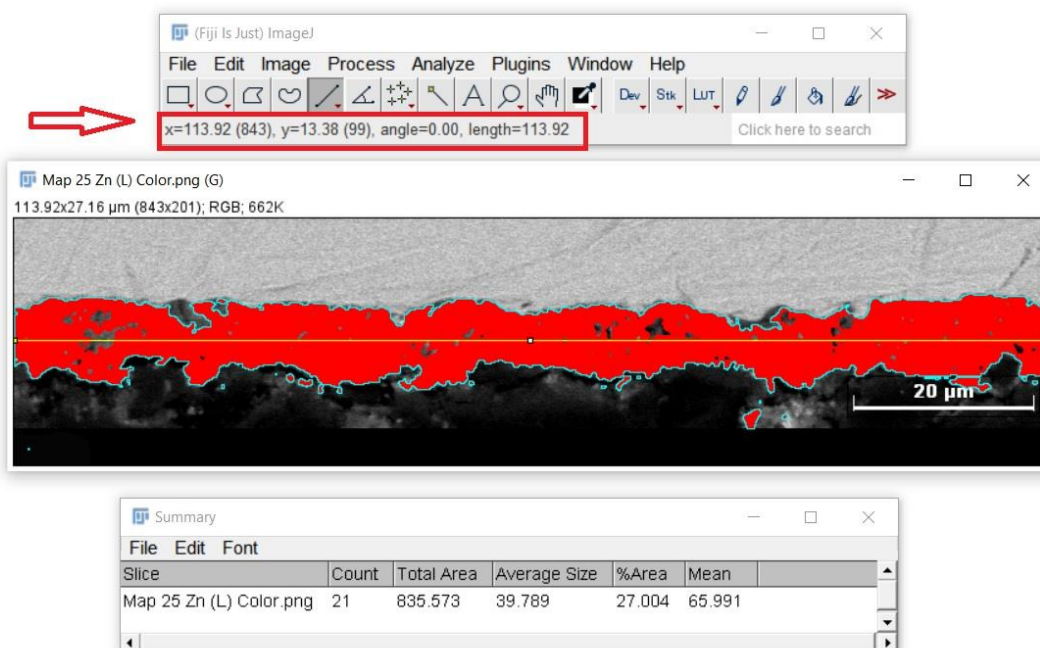 (Fiji Is Just) ImageJ
File Edit Image Process Analyze Plugins Window Help
A Dev Stk LUT
x=113.92 (843), y=13.38 (99), angle=0.00, length=113.92
Click here to search
Map 25 Zn (L) Color.png (G)
113.92x27.16 µm (843x201); RGB; 662K
20 µm
Summary
File Edit Font
Slice Count Total Area Average Size %Area Mean
Map 25 Zn (L) Color.png 21 835.573 39.789 27.004 65.991